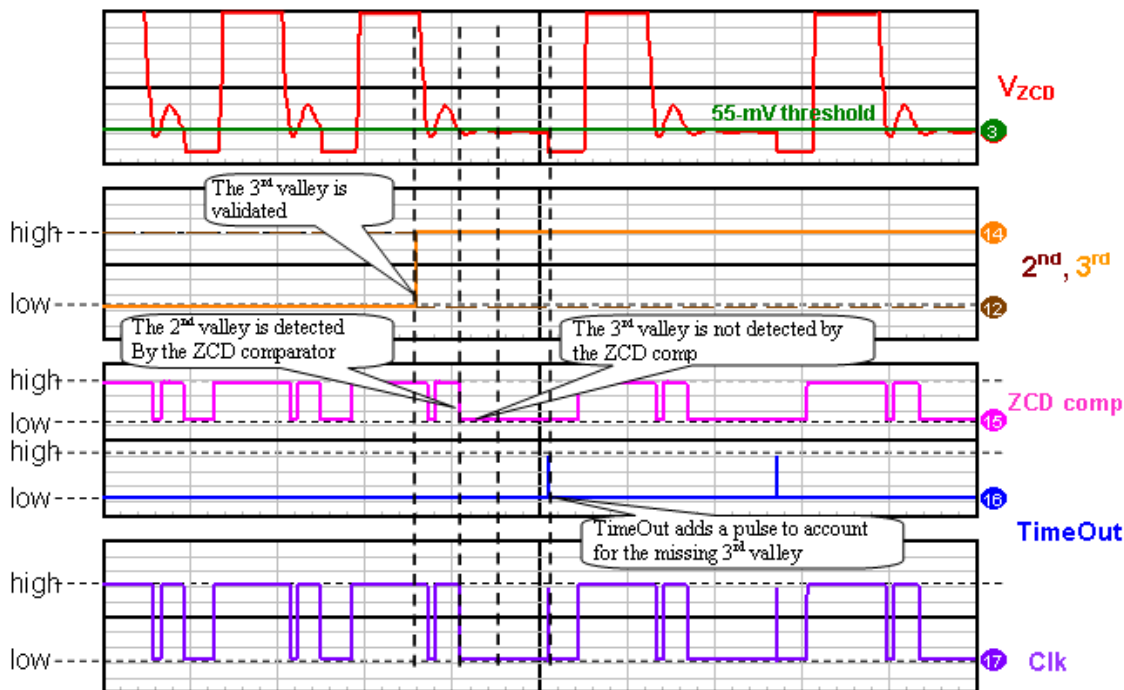 V_ZCD
55-mV threshold
3
The 3rd valley is
validated
high
14
2nd, 3rd
low
12
The 2nd valley is detected
By the ZCD comparator
The 3rd valley is not detected by
the ZCD comp
high
ZCD comp
low
15
high
low
16
TimeOut
TimeOut adds a pulse to account
for the missing 3rd valley
high
low
17
Clk